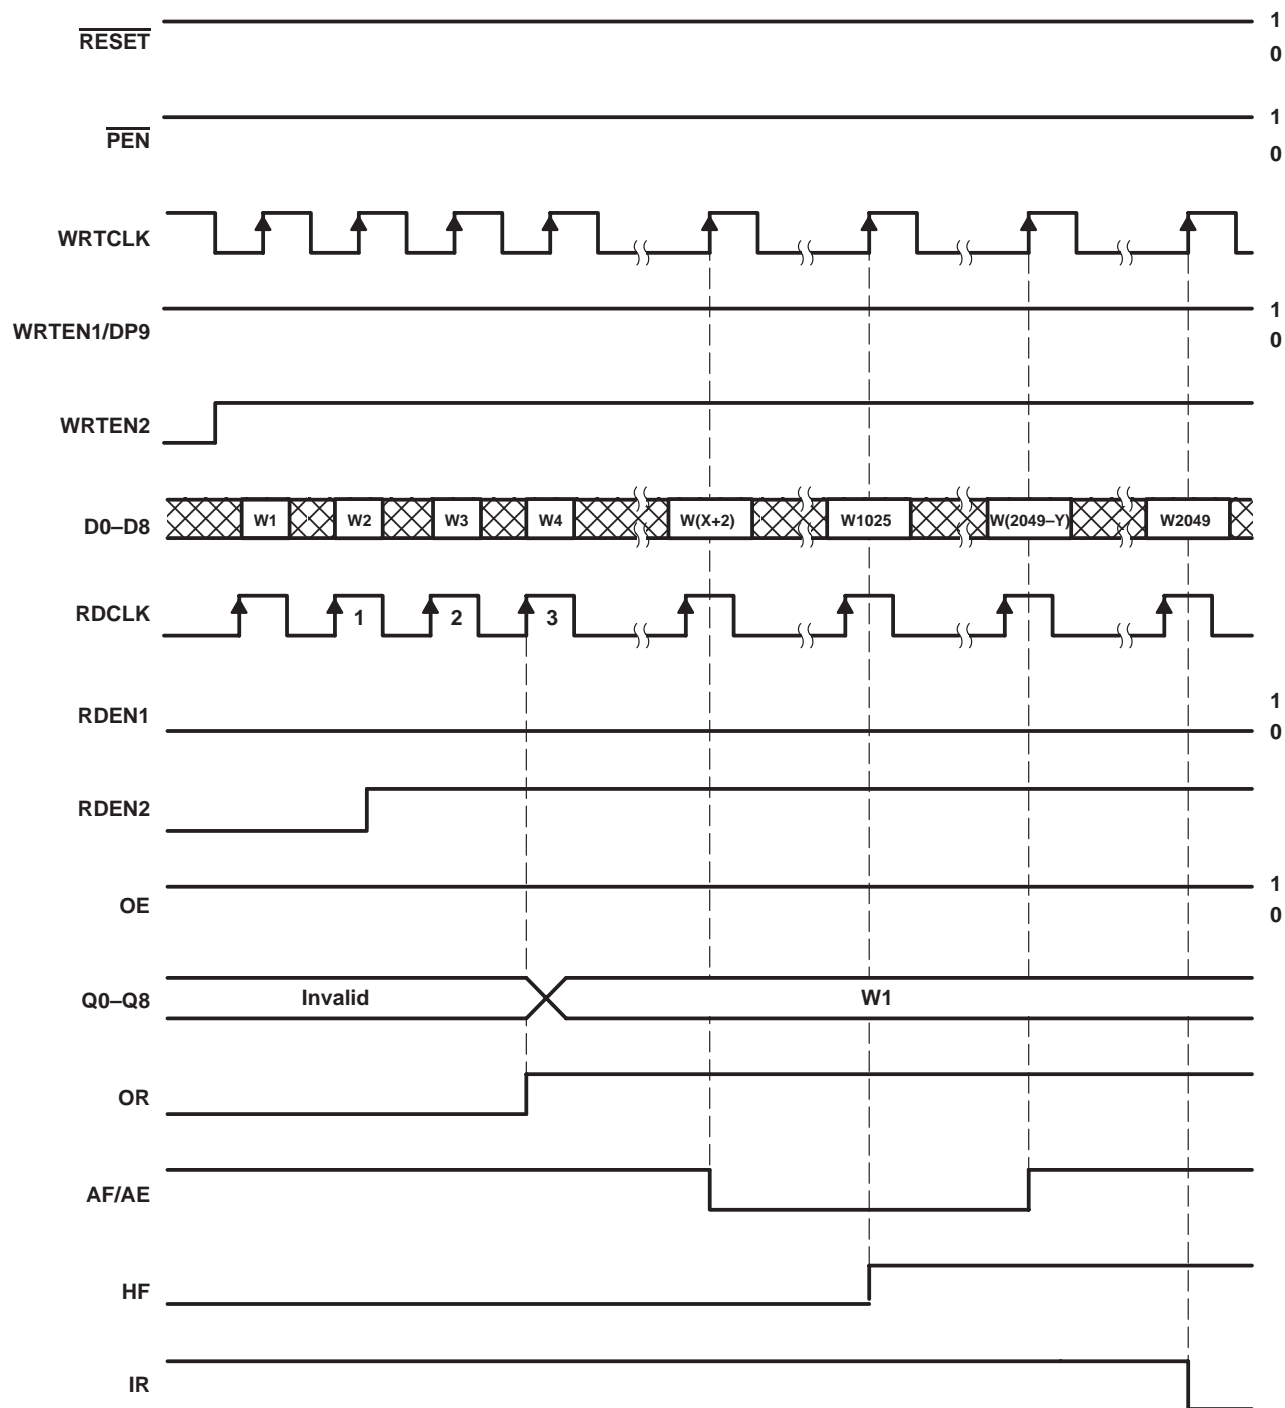 1
RESET
0
1
PEN
0
WRTCLK
1
WRTEN1/DP9
0
WRTEN2
D0–D8 W1 W2 W3 W4 W(X+2) W1025 W(2049–Y) W2049
RDCLK 1 2 3
1
RDEN1
0
RDEN2
1
OE
0
Q0–Q8 Invalid W1
OR
AF/AE
HF
IR